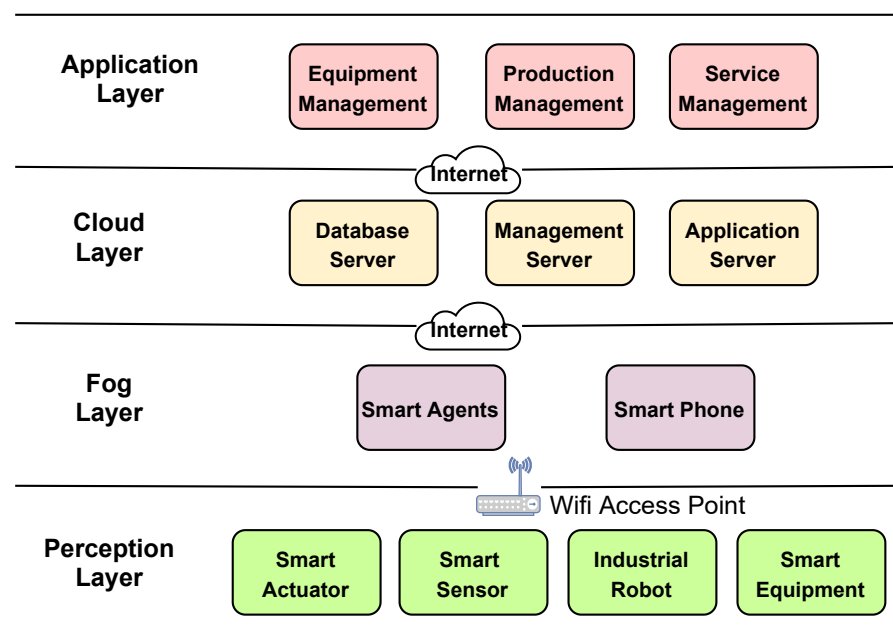 Application
Layer
Equipment
Management
Production
Management
Service
Management
Internet
Cloud
Layer
Database
Server
Management
Server
Application
Server
Internet
Fog
Layer
Smart Agents
Smart Phone
Wifi Access Point
Perception
Layer
Smart
Actuator
Smart
Sensor
Industrial
Robot
Smart
Equipment